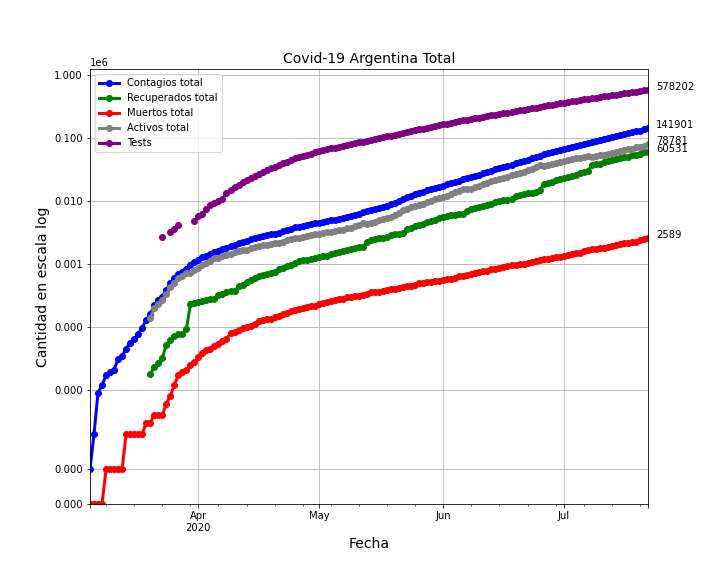 Covid-19 Argentina Total
1e6
Contagios total
Recuperados total
Muertos total
Activos total
Tests
1.000
0.100
0.010
0.001
0.000
0.000
0.000
0.000
Cantidad en escala log
578202
141901
78781
60531
2589
Apr
2020
May
Jun
Jul
Fecha